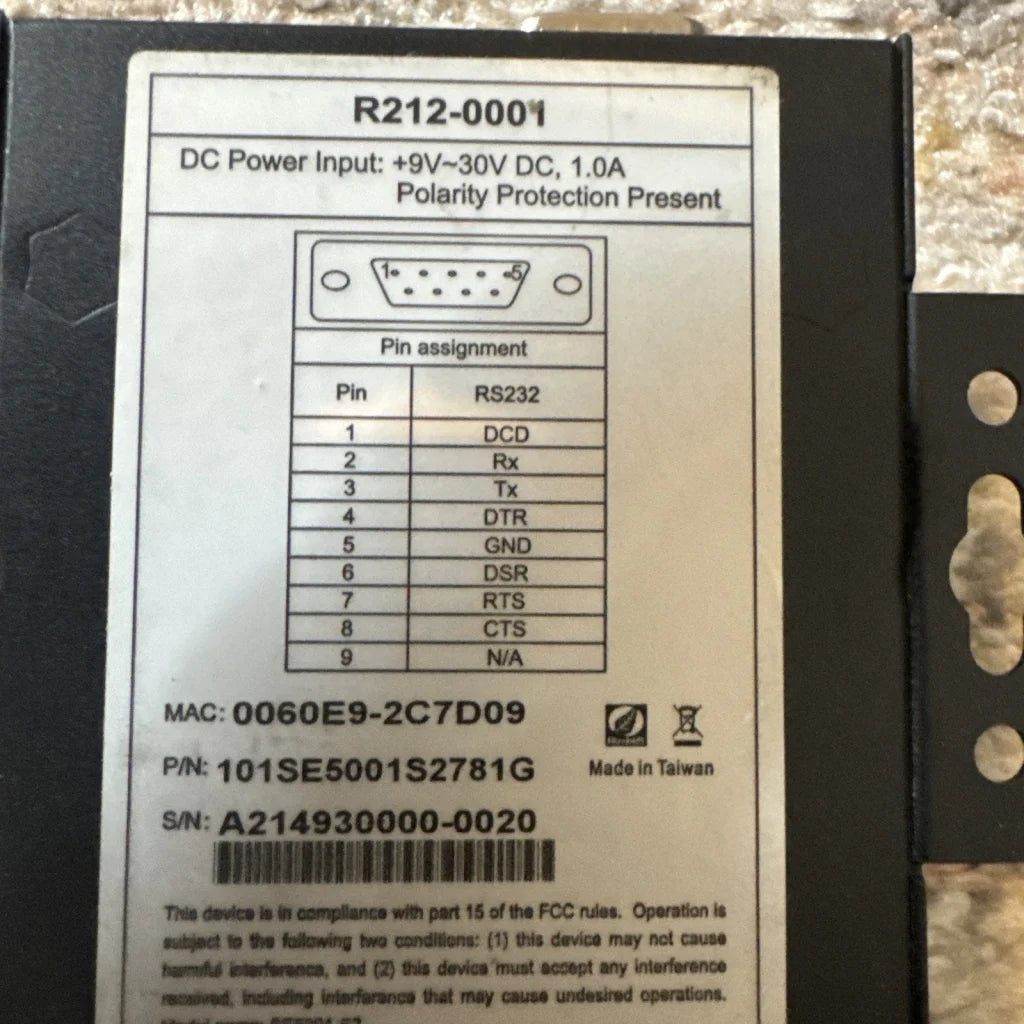 R212-0001
DC Power Input: +9V~30V DC, 1.0A
Polarity Protection Present
1 5
Pin assignment
Pin RS232
1 DCD
2 Rx
3 Tx
4 DTR
5 GND
6 DSR
7 RTS
8 CTS
9 N/A
MAC: 0060E9-2C7D09
P/N: 101SE5001S2781G
Made in Taiwan
S/N: A214930000-0020
This device is in compliance with part 15 of the FCC rules. Operation is
subject to the following two conditions: (1) this device may not cause
harmful interference, and (2) this device must accept any interference
received, including interference that may cause undesired operations.